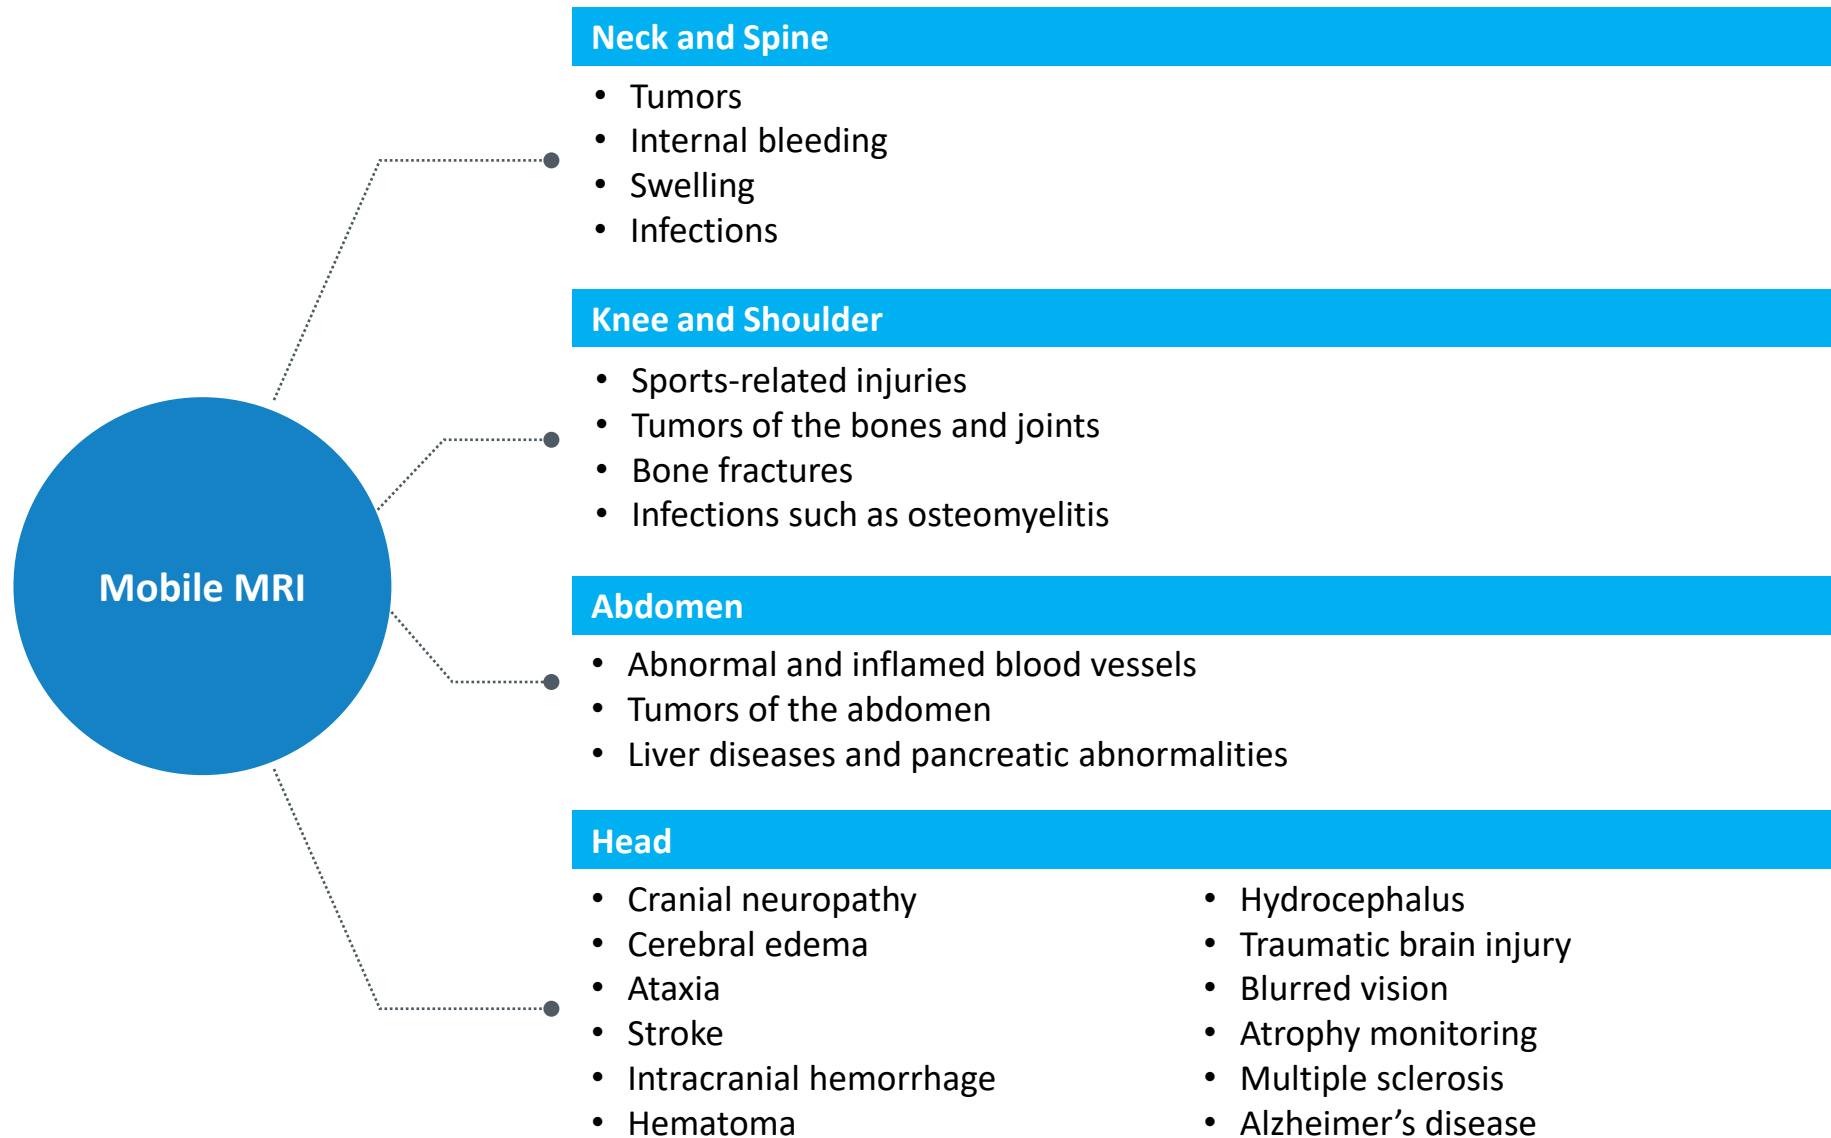 Neck and Spine
• Tumors
• Internal bleeding
• Swelling
• Infections
Knee and Shoulder
• Sports-related injuries
• Tumors of the bones and joints
• Bone fractures
• Infections such as osteomyelitis
Mobile MRI
Abdomen
• Abnormal and inflamed blood vessels
• Tumors of the abdomen
• Liver diseases and pancreatic abnormalities
Head
• Cranial neuropathy
• Cerebral edema
• Ataxia
• Stroke
• Intracranial hemorrhage
• Hematoma
• Hydrocephalus
• Traumatic brain injury
• Blurred vision
• Atrophy monitoring
• Multiple sclerosis
• Alzheimer’s disease